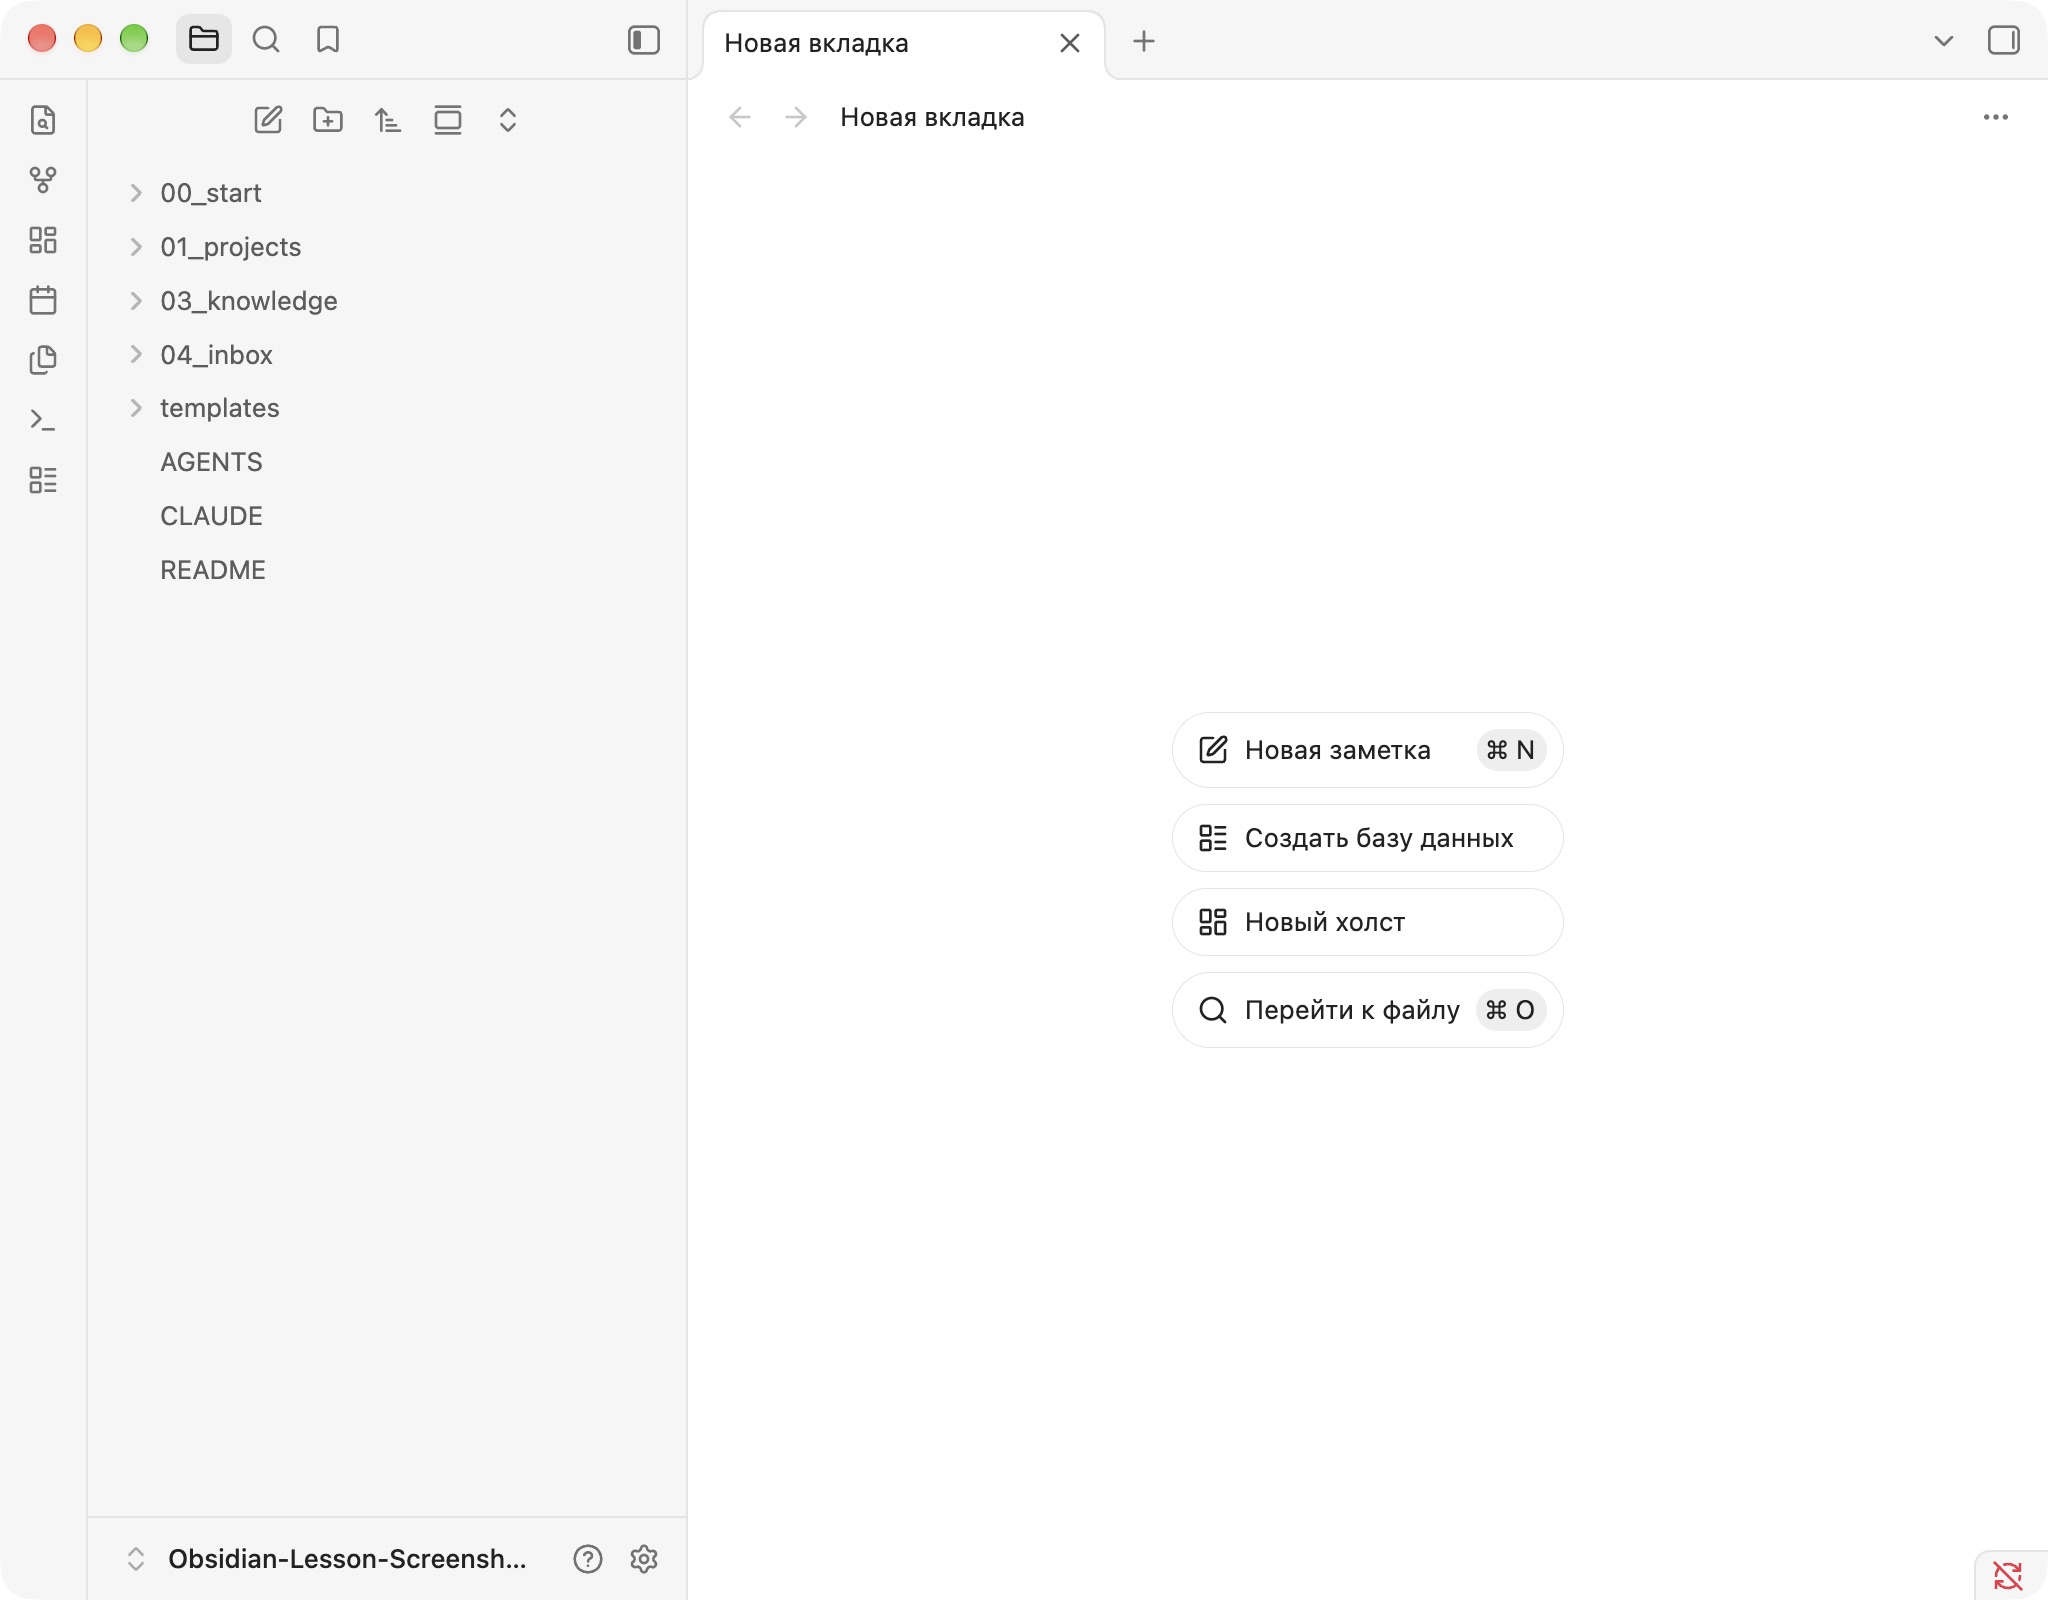 Новая вкладка
Новая вкладка
00_start
01_projects
03_knowledge
04_inbox
templates
AGENTS
CLAUDE
README
Новая заметка ⌘ N
Создать базу данных
Новый холст
Перейти к файлу ⌘ O
Obsidian-Lesson-Screensh...